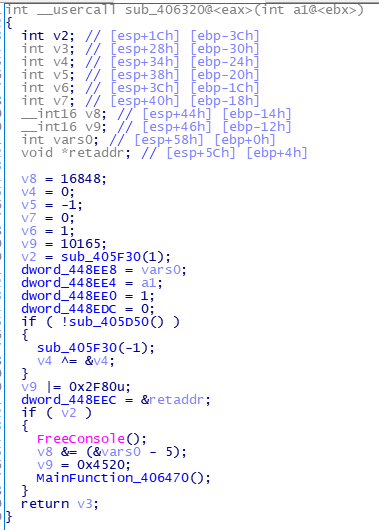 int __usercall sub_406320@<eax>(int a1@<ebx>)
{
int v2; // [esp+1Ch] [ebp-3Ch]
int v3; // [esp+28h] [ebp-30h]
int v4; // [esp+34h] [ebp-24h]
int v5; // [esp+38h] [ebp-20h]
int v6; // [esp+3Ch] [ebp-1Ch]
int v7; // [esp+40h] [ebp-18h]
__int16 v8; // [esp+44h] [ebp-14h]
__int16 v9; // [esp+46h] [ebp-12h]
int vars0; // [esp+58h] [ebp+0h]
void *retaddr; // [esp+5Ch] [ebp+4h]
v8 = 16848;
v4 = 0;
v5 = -1;
v7 = 0;
v6 = 1;
v9 = 10165;
v2 = sub_405F30(1);
dword_448EE8 = vars0;
dword_448EE4 = a1;
dword_448EE0 = 1;
dword_448EDC = 0;
if ( !sub_405D50() )
{
sub_405F30(-1);
v4 ^= &v4;
}
v9 |= 0x2F80u;
dword_448EEC = &retaddr;
if ( v2 )
{
FreeConsole();
v8 &= (&vars0 - 5);
v9 = 0x4520;
MainFunction_406470();
}
return v3;
}